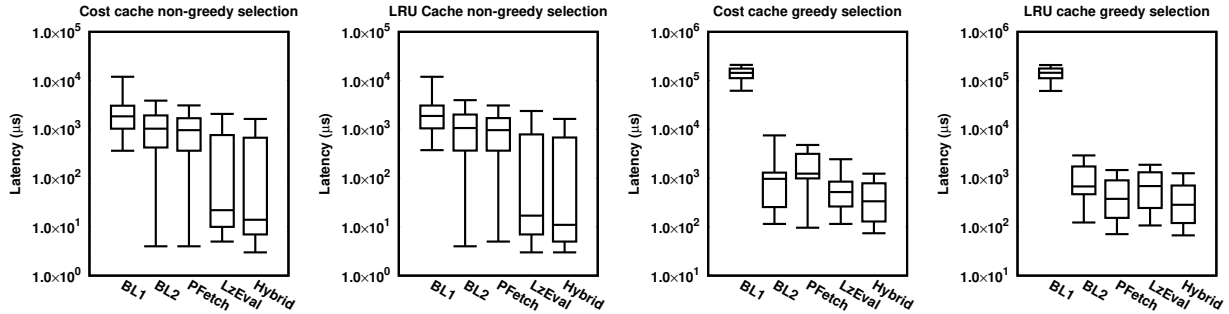 Cost cache non-greedy selection
Latency (μs)
1.0×10^5
1.0×10^4
1.0×10^3
1.0×10^2
1.0×10^1
1.0×10^0
BL1
BL2
PFetch
LzEval
Hybrid
LRU Cache non-greedy selection
Latency (μs)
1.0×10^5
1.0×10^4
1.0×10^3
1.0×10^2
1.0×10^1
1.0×10^0
BL1
BL2
PFetch
LzEval
Hybrid
Cost cache greedy selection
Latency (μs)
1.0×10^6
1.0×10^5
1.0×10^4
1.0×10^3
1.0×10^2
1.0×10^1
BL1
BL2
PFetch
LzEval
Hybrid
LRU cache greedy selection
Latency (μs)
1.0×10^6
1.0×10^5
1.0×10^4
1.0×10^3
1.0×10^2
1.0×10^1
BL1
BL2
PFetch
LzEval
Hybrid